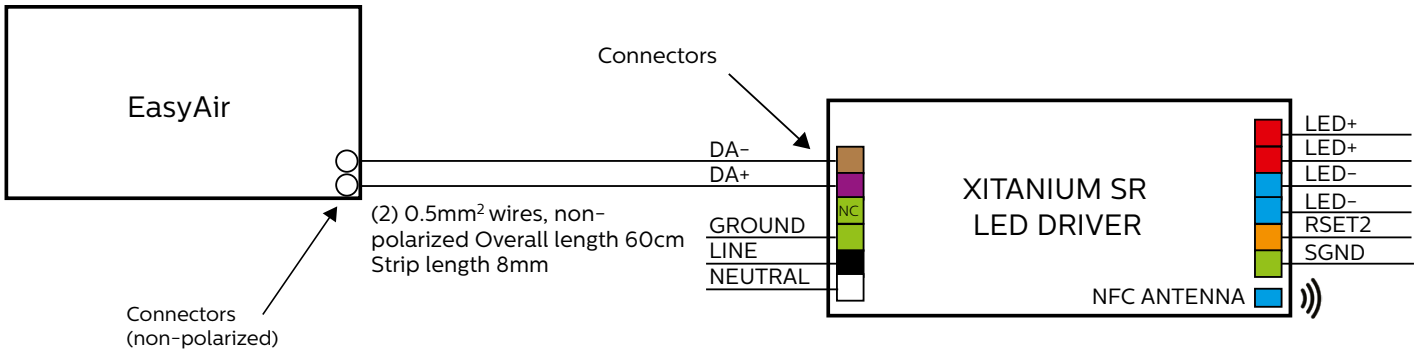 EasyAir
Connectors
(2) 0.5mm² wires, non-
polarized Overall length 60cm
Strip length 8mm
Connectors
(non-polarized)
DA-
DA+
GROUND
LINE
NEUTRAL
NC
XITANIUM SR
LED DRIVER
NFC ANTENNA
LED+
LED+
LED-
LED-
RSET2
SGND